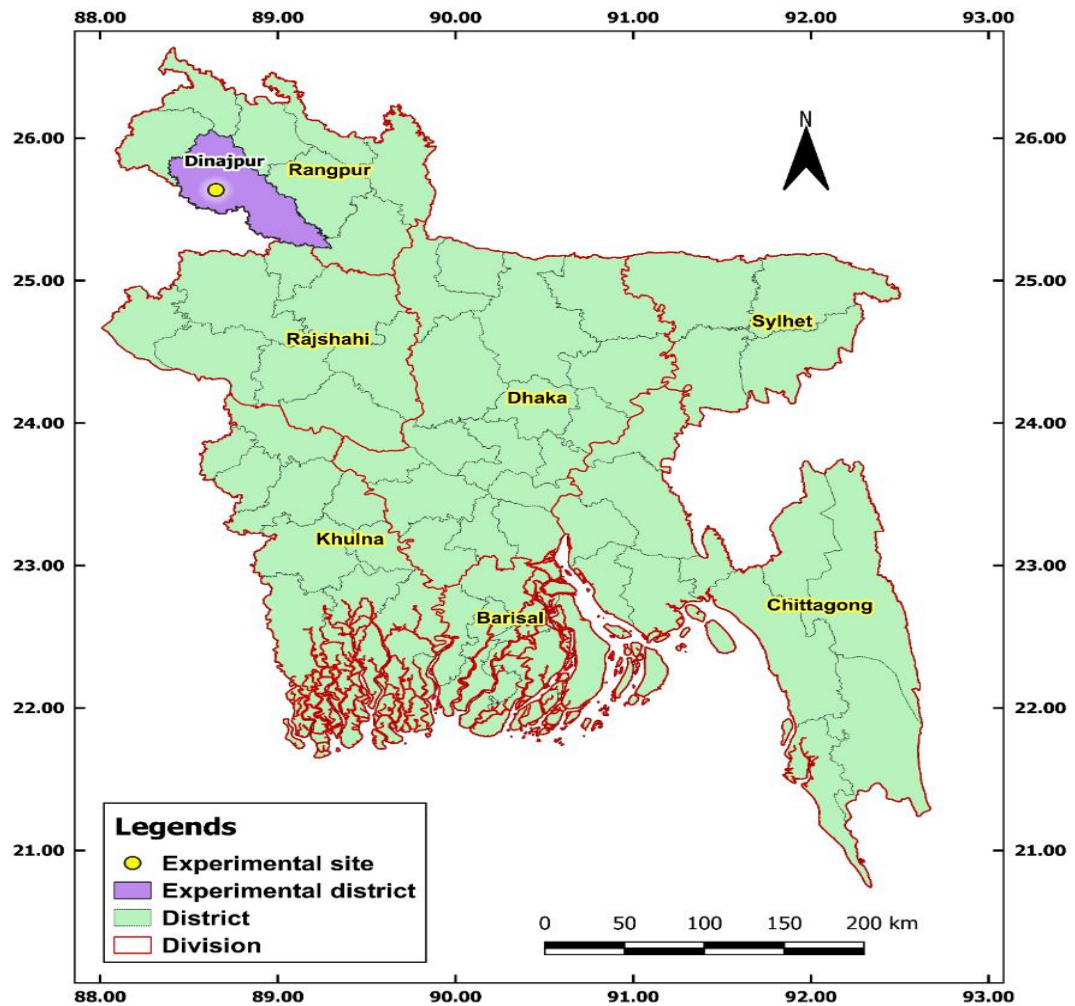 88.00 89.00 90.00 91.00 92.00 93.00
N
26.00 26.00
Dinajpur
Rangpur
25.00 25.00
Sylhet
Rajshahi
Dhaka
24.00 24.00
Khulna
23.00 23.00
Chittagong
Barisal
22.00 22.00
21.00 21.00
Legends
Experimental site
Experimental district
District
Division
0 50 100 150 200 km
88.00 89.00 90.00 91.00 92.00 93.00